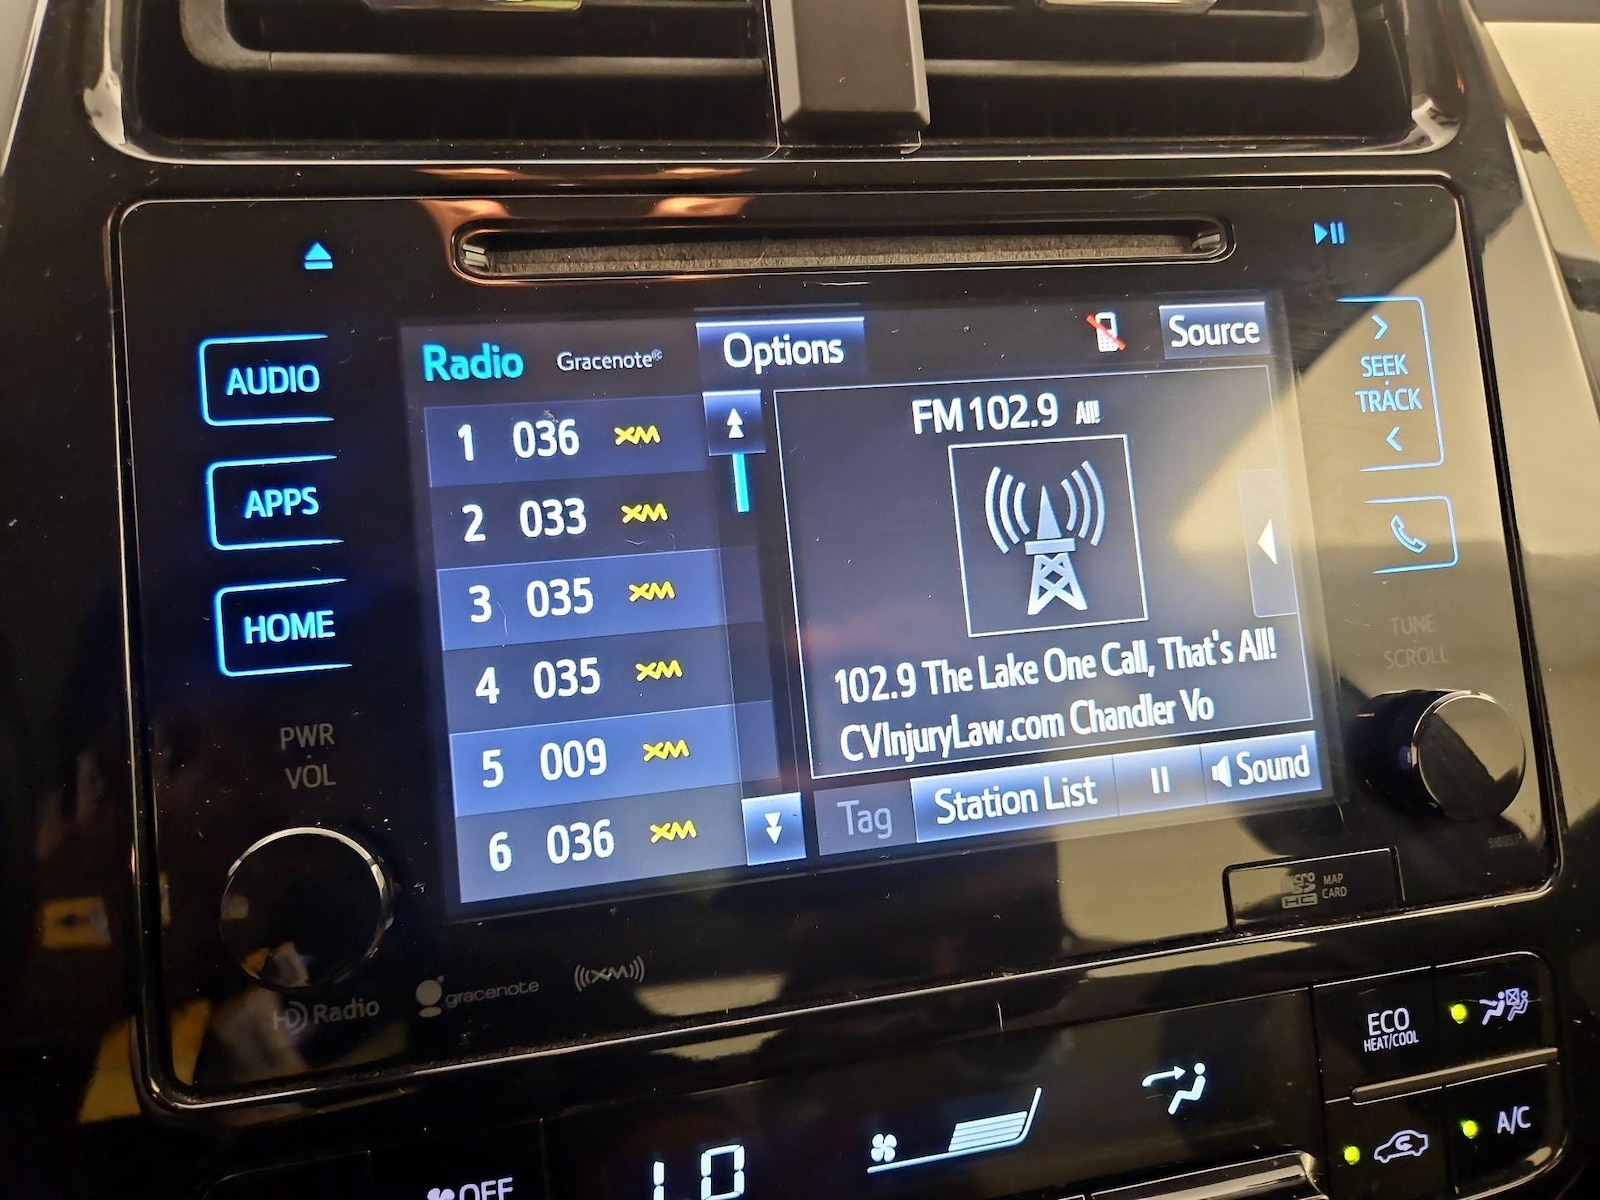 AUDIO
APPS
HOME
PWR
VOL
Radio Gracenote® Options Source
1 036 XM
2 033 XM
3 035 XM
4 035 XM
5 009 XM
6 036 XM
FM 102.9 All!
102.9 The Lake One Call, That's All!
CVInjuryLaw.com Chandler Vo
Tag Station List Sound
SEEK
TRACK
TUNE
SCROLL
micro
HC
MAP
CARD
HD Radio gracenote XM
ECO
HEAT/COOL
A/C
OFF